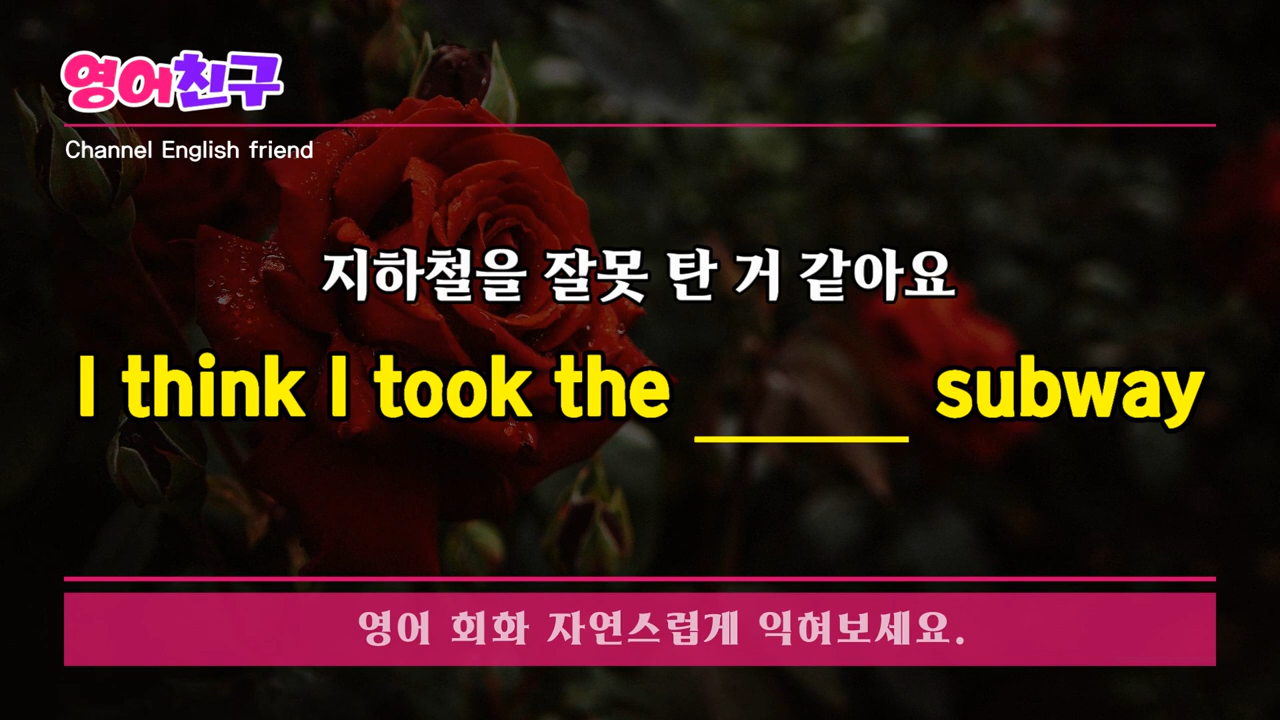 영어친구
Channel English friend
지하철을 잘못 탄 거 같아요
I think I took the ______ subway
영어 회화 자연스럽게 익혀보세요.